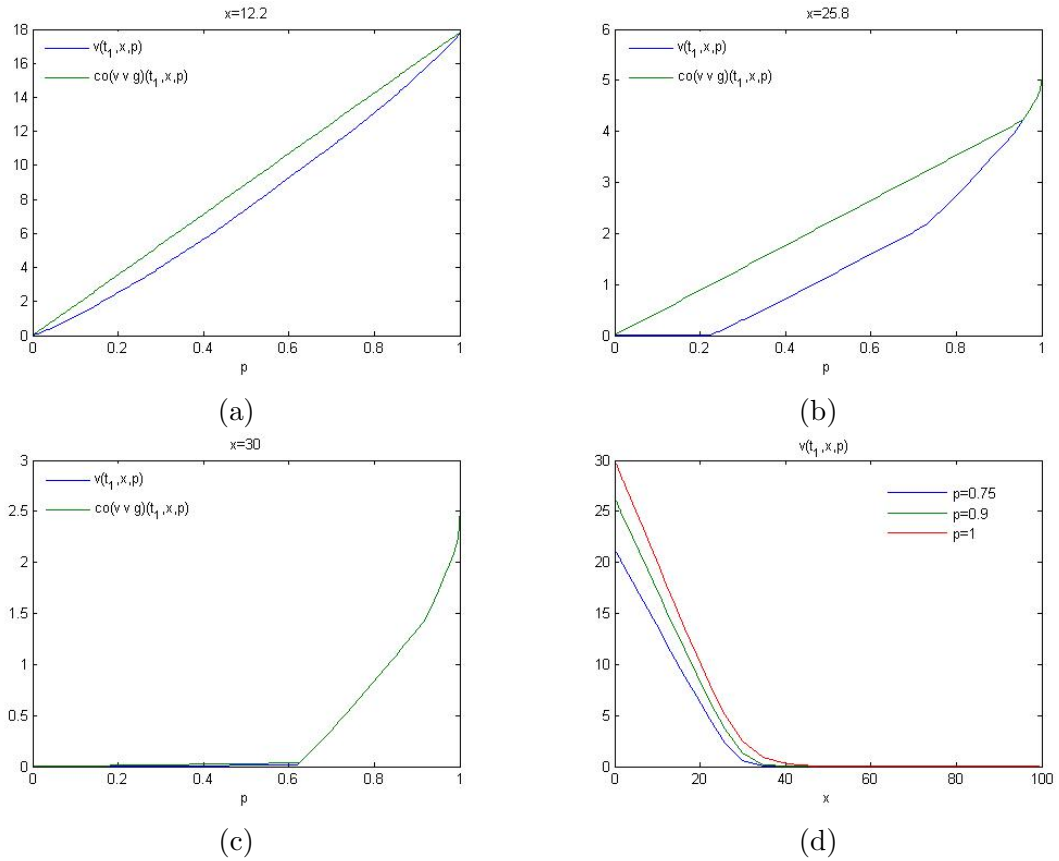 x=12.2
18
16
14
12
10
8
6
4
2
0
v(t₁,x,p)
co(v v g)(t₁,x,p)
0 0.2 0.4 0.6 0.8 1
p
(a)
x=25.8
6
5
4
3
2
1
0
v(t₁,x,p)
co(v v g)(t₁,x,p)
0 0.2 0.4 0.6 0.8 1
p
(b)
x=30
3
2.5
2
1.5
1
0.5
0
v(t₁,x,p)
co(v v g)(t₁,x,p)
0 0.2 0.4 0.6 0.8 1
p
(c)
v(t₁,x,p)
30
25
20
15
10
5
0
p=0.75
p=0.9
p=1
0 20 40 60 80 100
x
(d)